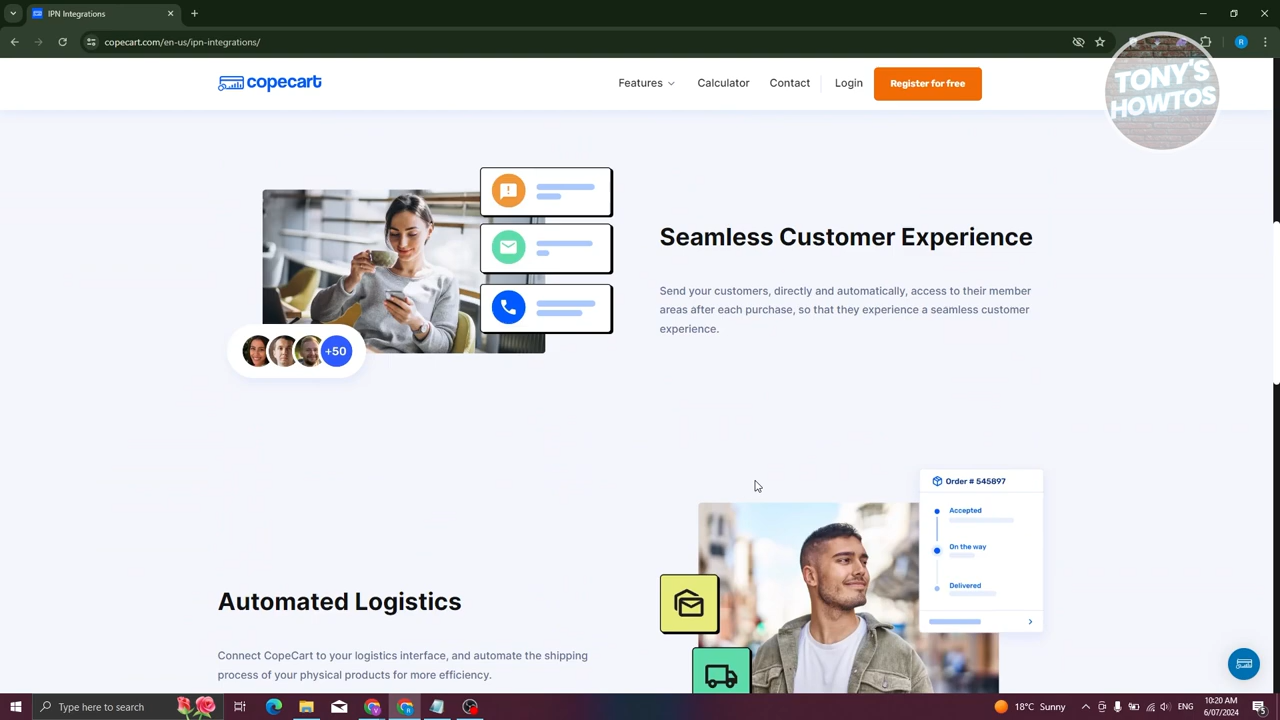 IPN Integrations
copecart.com/en-us/ipn-integrations/
R
copecart
Features
Calculator
Contact
Login
Register for free
TONY'S
HOWTOS
Seamless Customer Experience
Send your customers, directly and automatically, access to their member
areas after each purchase, so that they experience a seamless customer
experience.
+50
Order # 545897
Accepted
On the way
Delivered
Automated Logistics
Connect CopeCart to your logistics interface, and automate the shipping
process of your physical products for more efficiency.
Type here to search
18°C Sunny
ENG
10:20 AM
6/07/2024